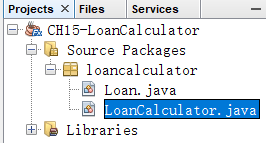 Projects Files Services
CH15-LoanCalculator
Source Packages
loancalculator
Loan.java
LoanCalculator.java
Libraries